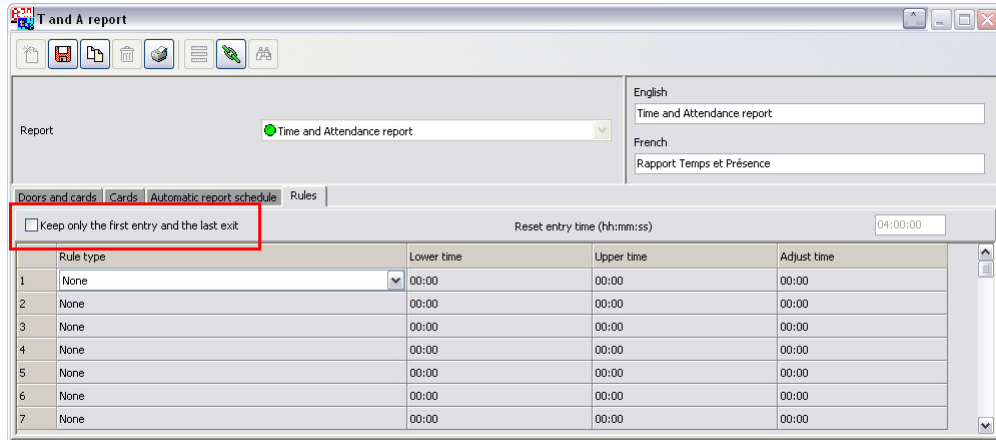 T and A report
English
Time and Attendance report
Report
Time and Attendance report
French
Rapport Temps et Présence
Doors and cards Cards Automatic report schedule Rules
Keep only the first entry and the last exit Reset entry time (hh:mm:ss) 04:00:00
Rule type Lower time Upper time Adjust time
1 None 00:00 00:00 00:00
2 None 00:00 00:00 00:00
3 None 00:00 00:00 00:00
4 None 00:00 00:00 00:00
5 None 00:00 00:00 00:00
6 None 00:00 00:00 00:00
7 None 00:00 00:00 00:00